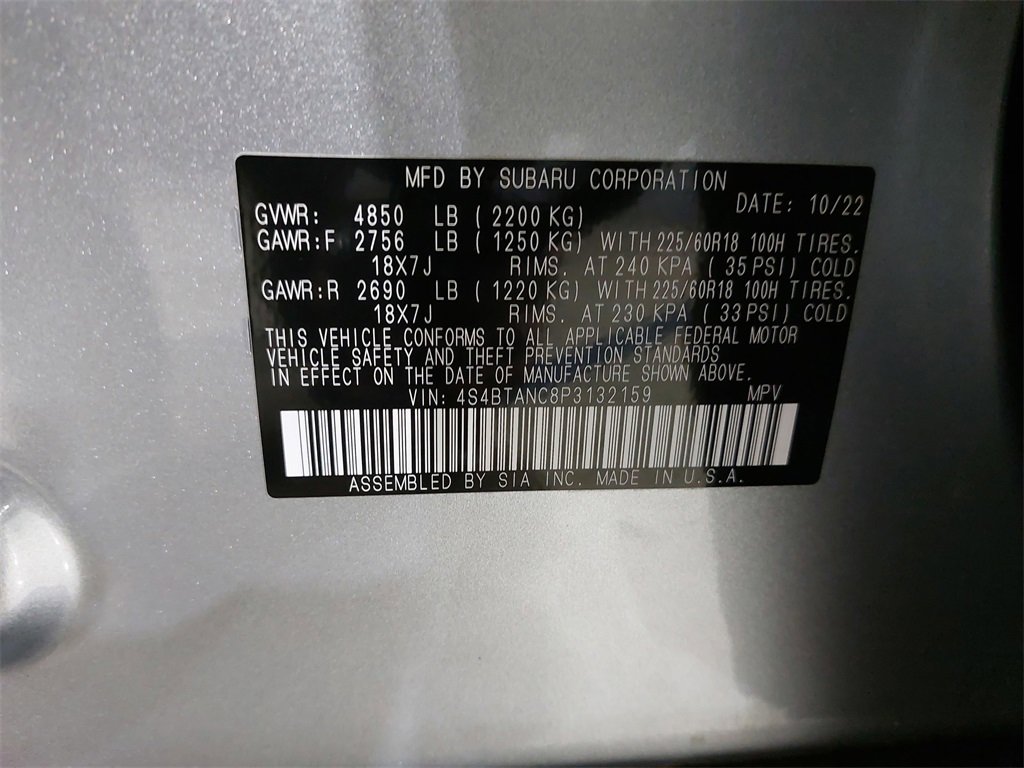 MFD BY SUBARU CORPORATION
DATE: 10/22
GVWR: 4850 LB (2200 KG)
GAWR:F 2756 LB (1250 KG) WITH 225/60R18 100H TIRES.
18X7J RIMS. AT 240 KPA (35 PSI) COLD
GAWR:R 2690 LB (1220 KG) WITH 225/60R18 100H TIRES.
18X7J RIMS. AT 230 KPA (33 PSI) COLD
THIS VEHICLE CONFORMS TO ALL APPLICABLE FEDERAL MOTOR
VEHICLE SAFETY AND THEFT PREVENTION STANDARDS
IN EFFECT ON THE DATE OF MANUFACTURE SHOWN ABOVE.
VIN: 4S4BTANC8P3132159 MPV
ASSEMBLED BY SIA INC. MADE IN U.S.A.